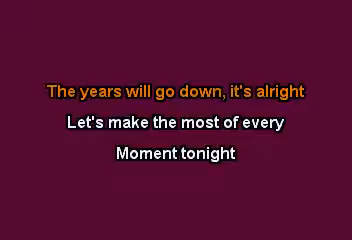 The years will go down, it's alright
Let's make the most of every
Moment tonight